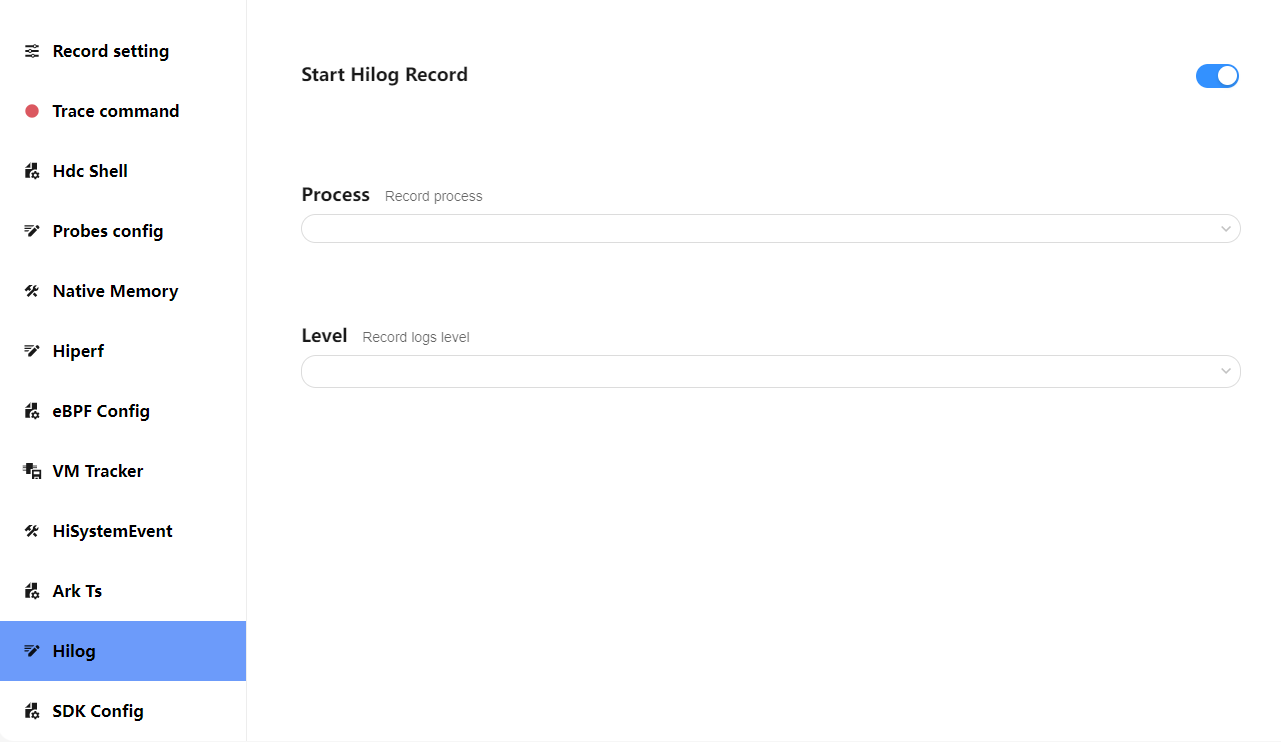 Record setting
Trace command
Hdc Shell
Probes config
Native Memory
Hiperf
eBPF Config
VM Tracker
HiSystemEvent
Ark Ts
Hilog
SDK Config
Start Hilog Record
Process Record process
Level Record logs level